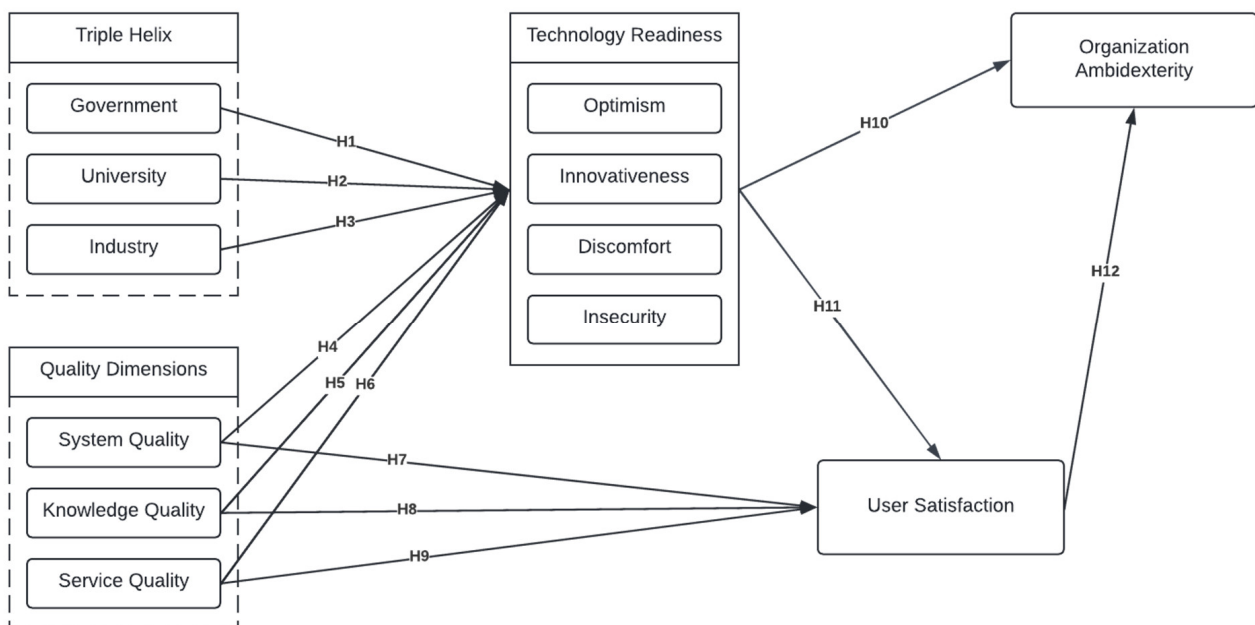 Triple Helix
Government
University
Industry
Quality Dimensions
System Quality
Knowledge Quality
Service Quality
H1
H2
H3
H4
H5
H6
H7
H8
H9
Technology Readiness
Optimism
Innovativeness
Discomfort
Insecurity
H10
H11
H12
Organization
Ambidexterity
User Satisfaction